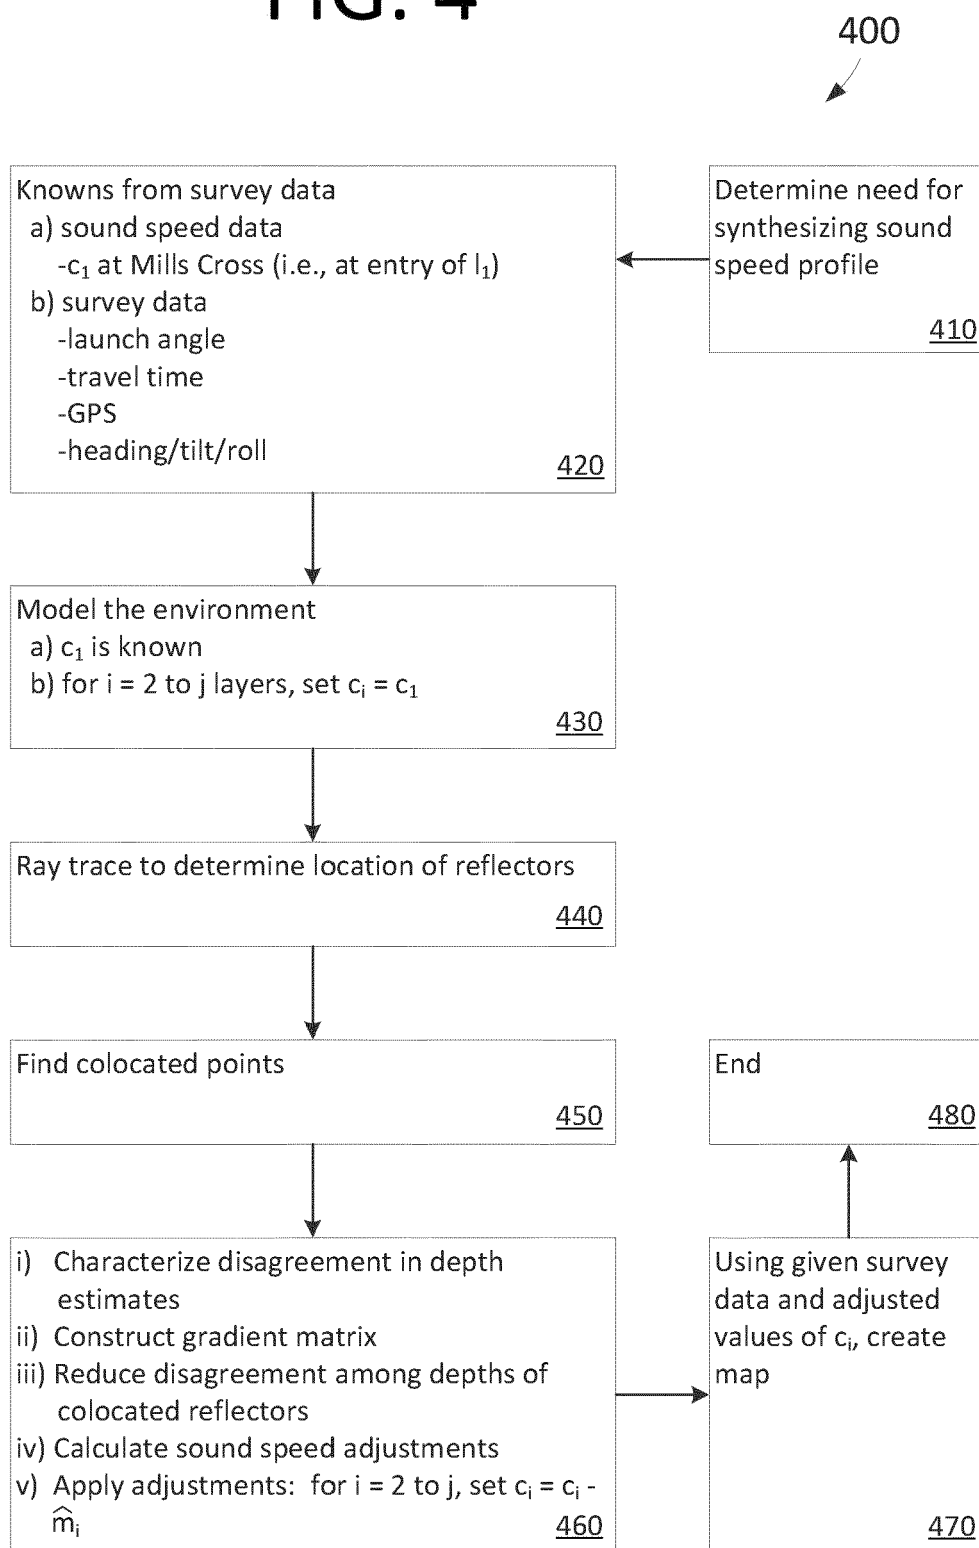 FIG. 4
400
Determine need for
synthesizing sound
speed profile
410
Knowns from survey data
a) sound speed data
-c₁ at Mills Cross (i.e., at entry of l₁)
b) survey data
-launch angle
-travel time
-GPS
-heading/tilt/roll
420
Model the environment
a) c₁ is known
b) for i = 2 to j layers, set cᵢ = c₁
430
Ray trace to determine location of reflectors
440
Find colocated points
450
i) Characterize disagreement in depth
estimates
ii) Construct gradient matrix
iii) Reduce disagreement among depths of
colocated reflectors
iv) Calculate sound speed adjustments
v) Apply adjustments: for i = 2 to j, set cᵢ = cᵢ -
m̂ᵢ
460
Using given survey
data and adjusted
values of cᵢ, create
map
470
End
480